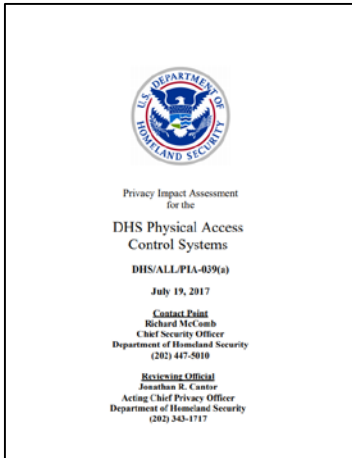 U.S. DEPARTMENT OF
HOMELAND SECURITY
Privacy Impact Assessment
for the
DHS Physical Access
Control Systems
DHS/ALL/PIA-039(a)
July 19, 2017
Contact Point
Richard McComb
Chief Security Officer
Department of Homeland Security
(202) 447-5010
Reviewing Official
Jonathan R. Cantor
Acting Chief Privacy Officer
Department of Homeland Security
(202) 343-1717